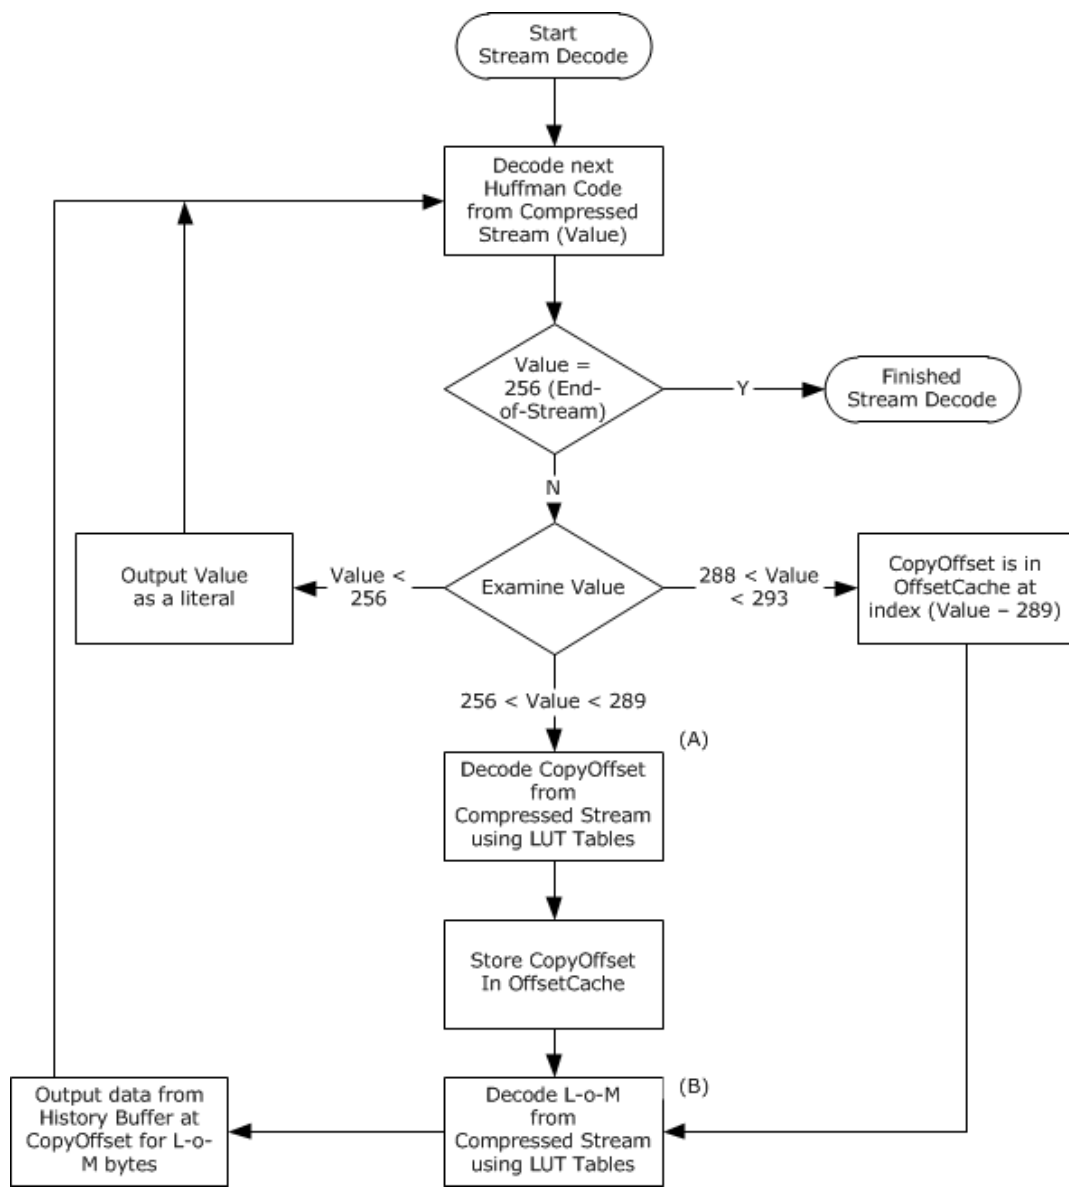 Start
Stream Decode
Decode next
Huffman Code
from Compressed
Stream (Value)
Value =
256 (End-
of-Stream)
Y
Finished
Stream Decode
N
Output Value
as a literal
Value <
256
Examine Value
288 < Value
< 293
CopyOffset is in
OffsetCache at
index (Value – 289)
256 < Value < 289
(A)
Decode CopyOffset
from
Compressed Stream
using LUT Tables
Store CopyOffset
In OffsetCache
Output data from
History Buffer at
CopyOffset for L-o-
M bytes
(B)
Decode L-o-M
from
Compressed Stream
using LUT Tables